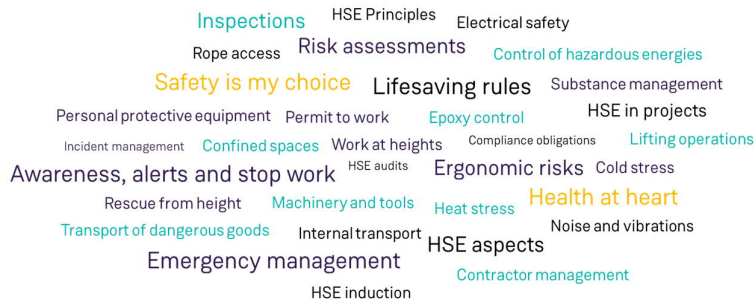 Inspections
HSE Principles
Electrical safety
Rope access
Risk assessments
Control of hazardous energies
Safety is my choice
Lifesaving rules
Substance management
Personal protective equipment
Permit to work
Epoxy control
HSE in projects
Incident management
Confined spaces
Work at heights
Compliance obligations
Lifting operations
Awareness, alerts and stop work
HSE audits
Ergonomic risks
Cold stress
Rescue from height
Machinery and tools
Heat stress
Health at heart
Transport of dangerous goods
Internal transport
HSE aspects
Noise and vibrations
Emergency management
Contractor management
HSE induction